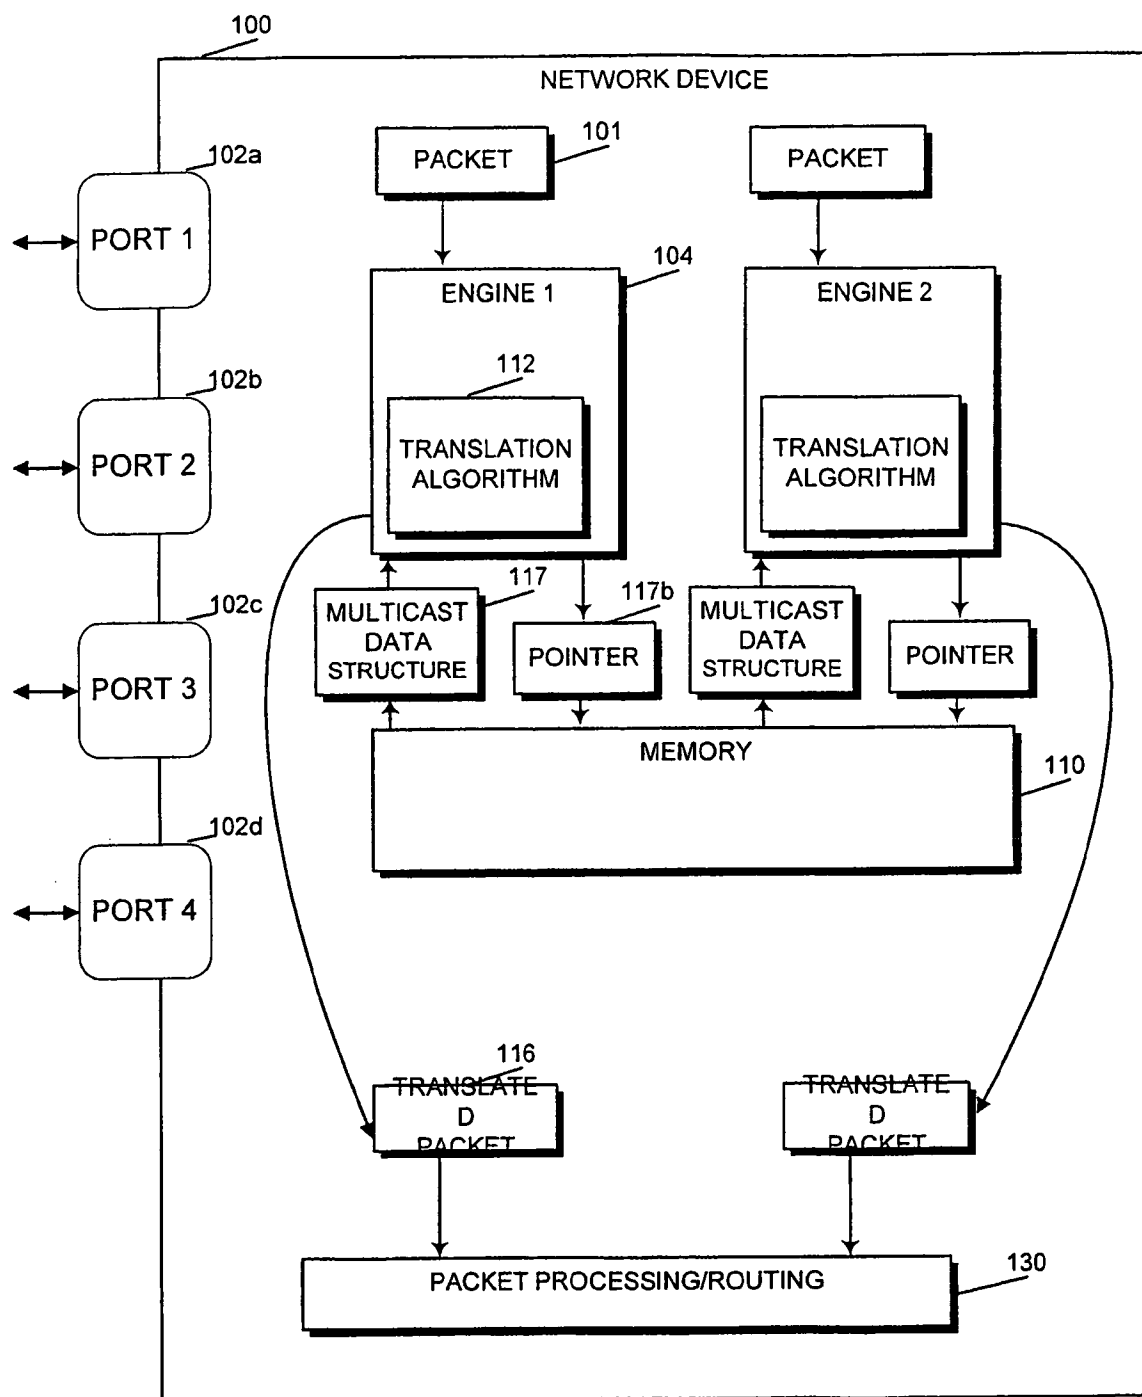 100
NETWORK DEVICE
101
PACKET
PACKET
102a
PORT 1
104
ENGINE 1
ENGINE 2
112
TRANSLATION
ALGORITHM
TRANSLATION
ALGORITHM
102b
PORT 2
117
MULTICAST
DATA
STRUCTURE
117b
POINTER
MULTICAST
DATA
STRUCTURE
POINTER
102c
PORT 3
MEMORY
110
102d
PORT 4
116
TRANSLATE
D
PACKET
TRANSLATE
D
PACKET
PACKET PROCESSING/ROUTING
130